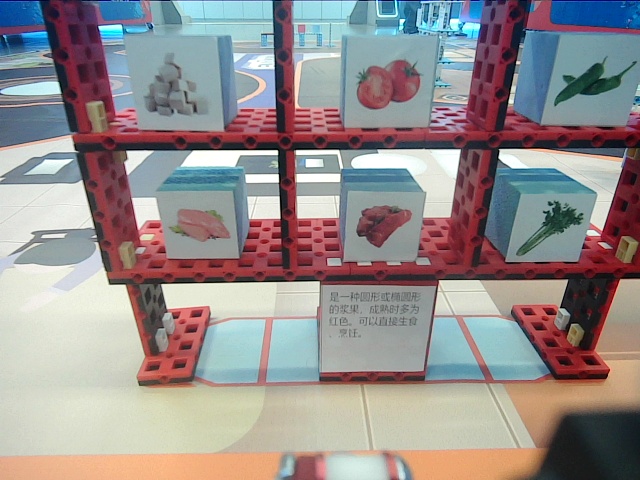 是一种圆形或椭圆形
的浆果，成熟时多为
红色。可以直接生食
、烹饪。